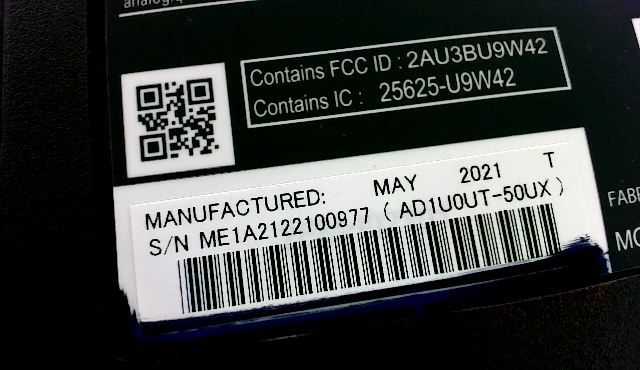 Contains FCC ID : 2AU3BU9W42
Contains IC : 25625-U9W42
MANUFACTURED: MAY 2021 T
S/N ME1A2122100977 ( AD1U0UT-50UX )